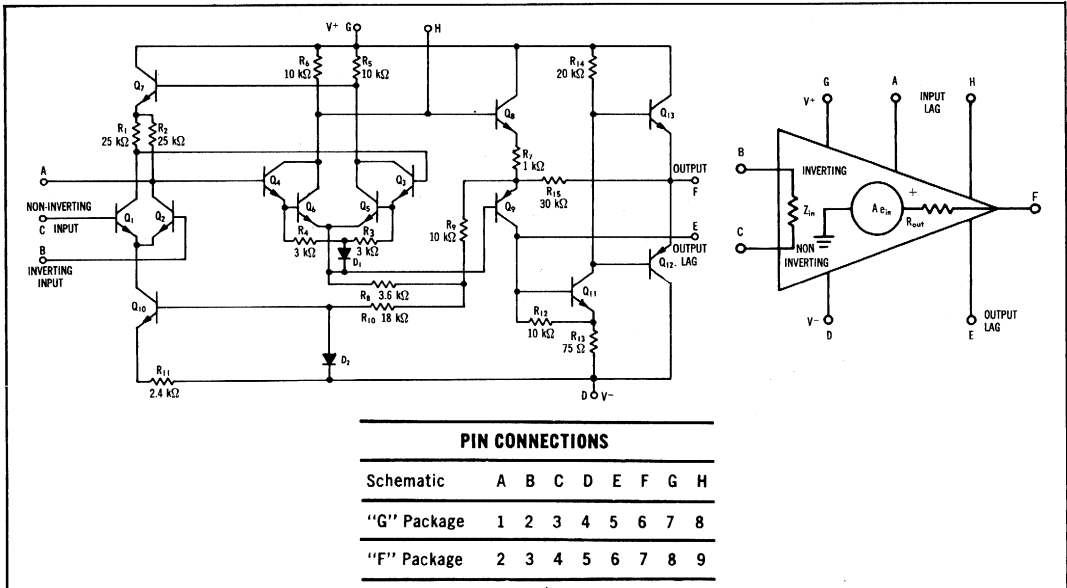 V+ G
H
R6
10 kΩ
R5
10 kΩ
R14
20 kΩ
Q7
Q8
Q13
R1
25 kΩ
R2
25 kΩ
R7
1 kΩ
A
Q4
Q3
OUTPUT
F
R15
30 kΩ
NON-INVERTING
C INPUT
Q1
Q2
Q6
Q5
Q9
B
INVERTING
INPUT
R4
3 kΩ
R3
3 kΩ
D1
R9
10 kΩ
E
OUTPUT
LAG
Q12
R8 3.6 kΩ
Q10
R10 18 kΩ
Q11
R12
10 kΩ
R13
75 Ω
D2
R11
2.4 kΩ
D V-
G
V+
A
INPUT
LAG
H
B
INVERTING
Zin
A ein
+
Rout
F
C
NON
INVERTING
V-
D
OUTPUT
LAG
E
PIN CONNECTIONS
Schematic A B C D E F G H
"G" Package 1 2 3 4 5 6 7 8
"F" Package 2 3 4 5 6 7 8 9